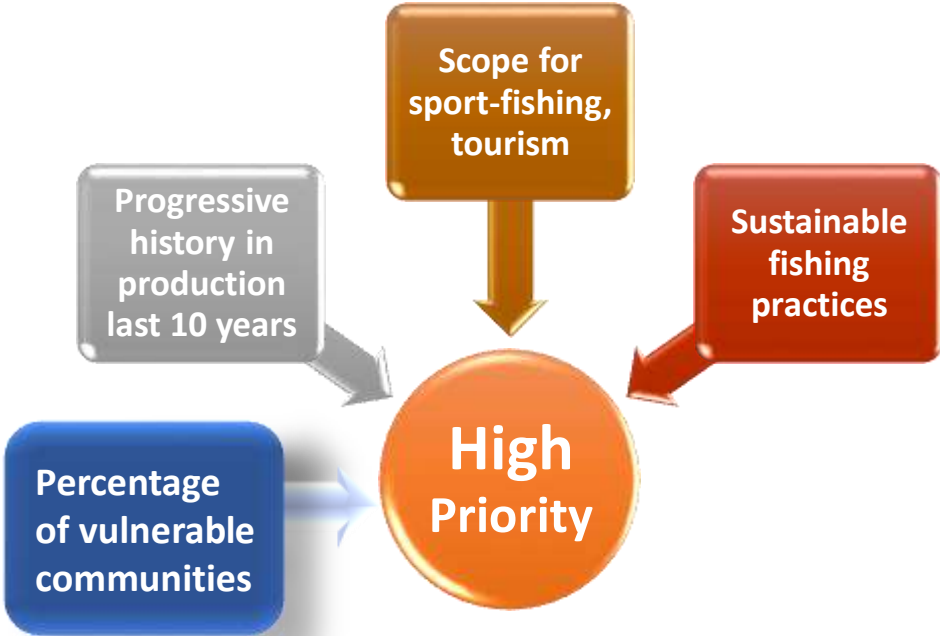 Scope for
sport-fishing,
tourism
Progressive
history in
production
last 10 years
Sustainable
fishing
practices
High
Priority
Percentage
of vulnerable
communities